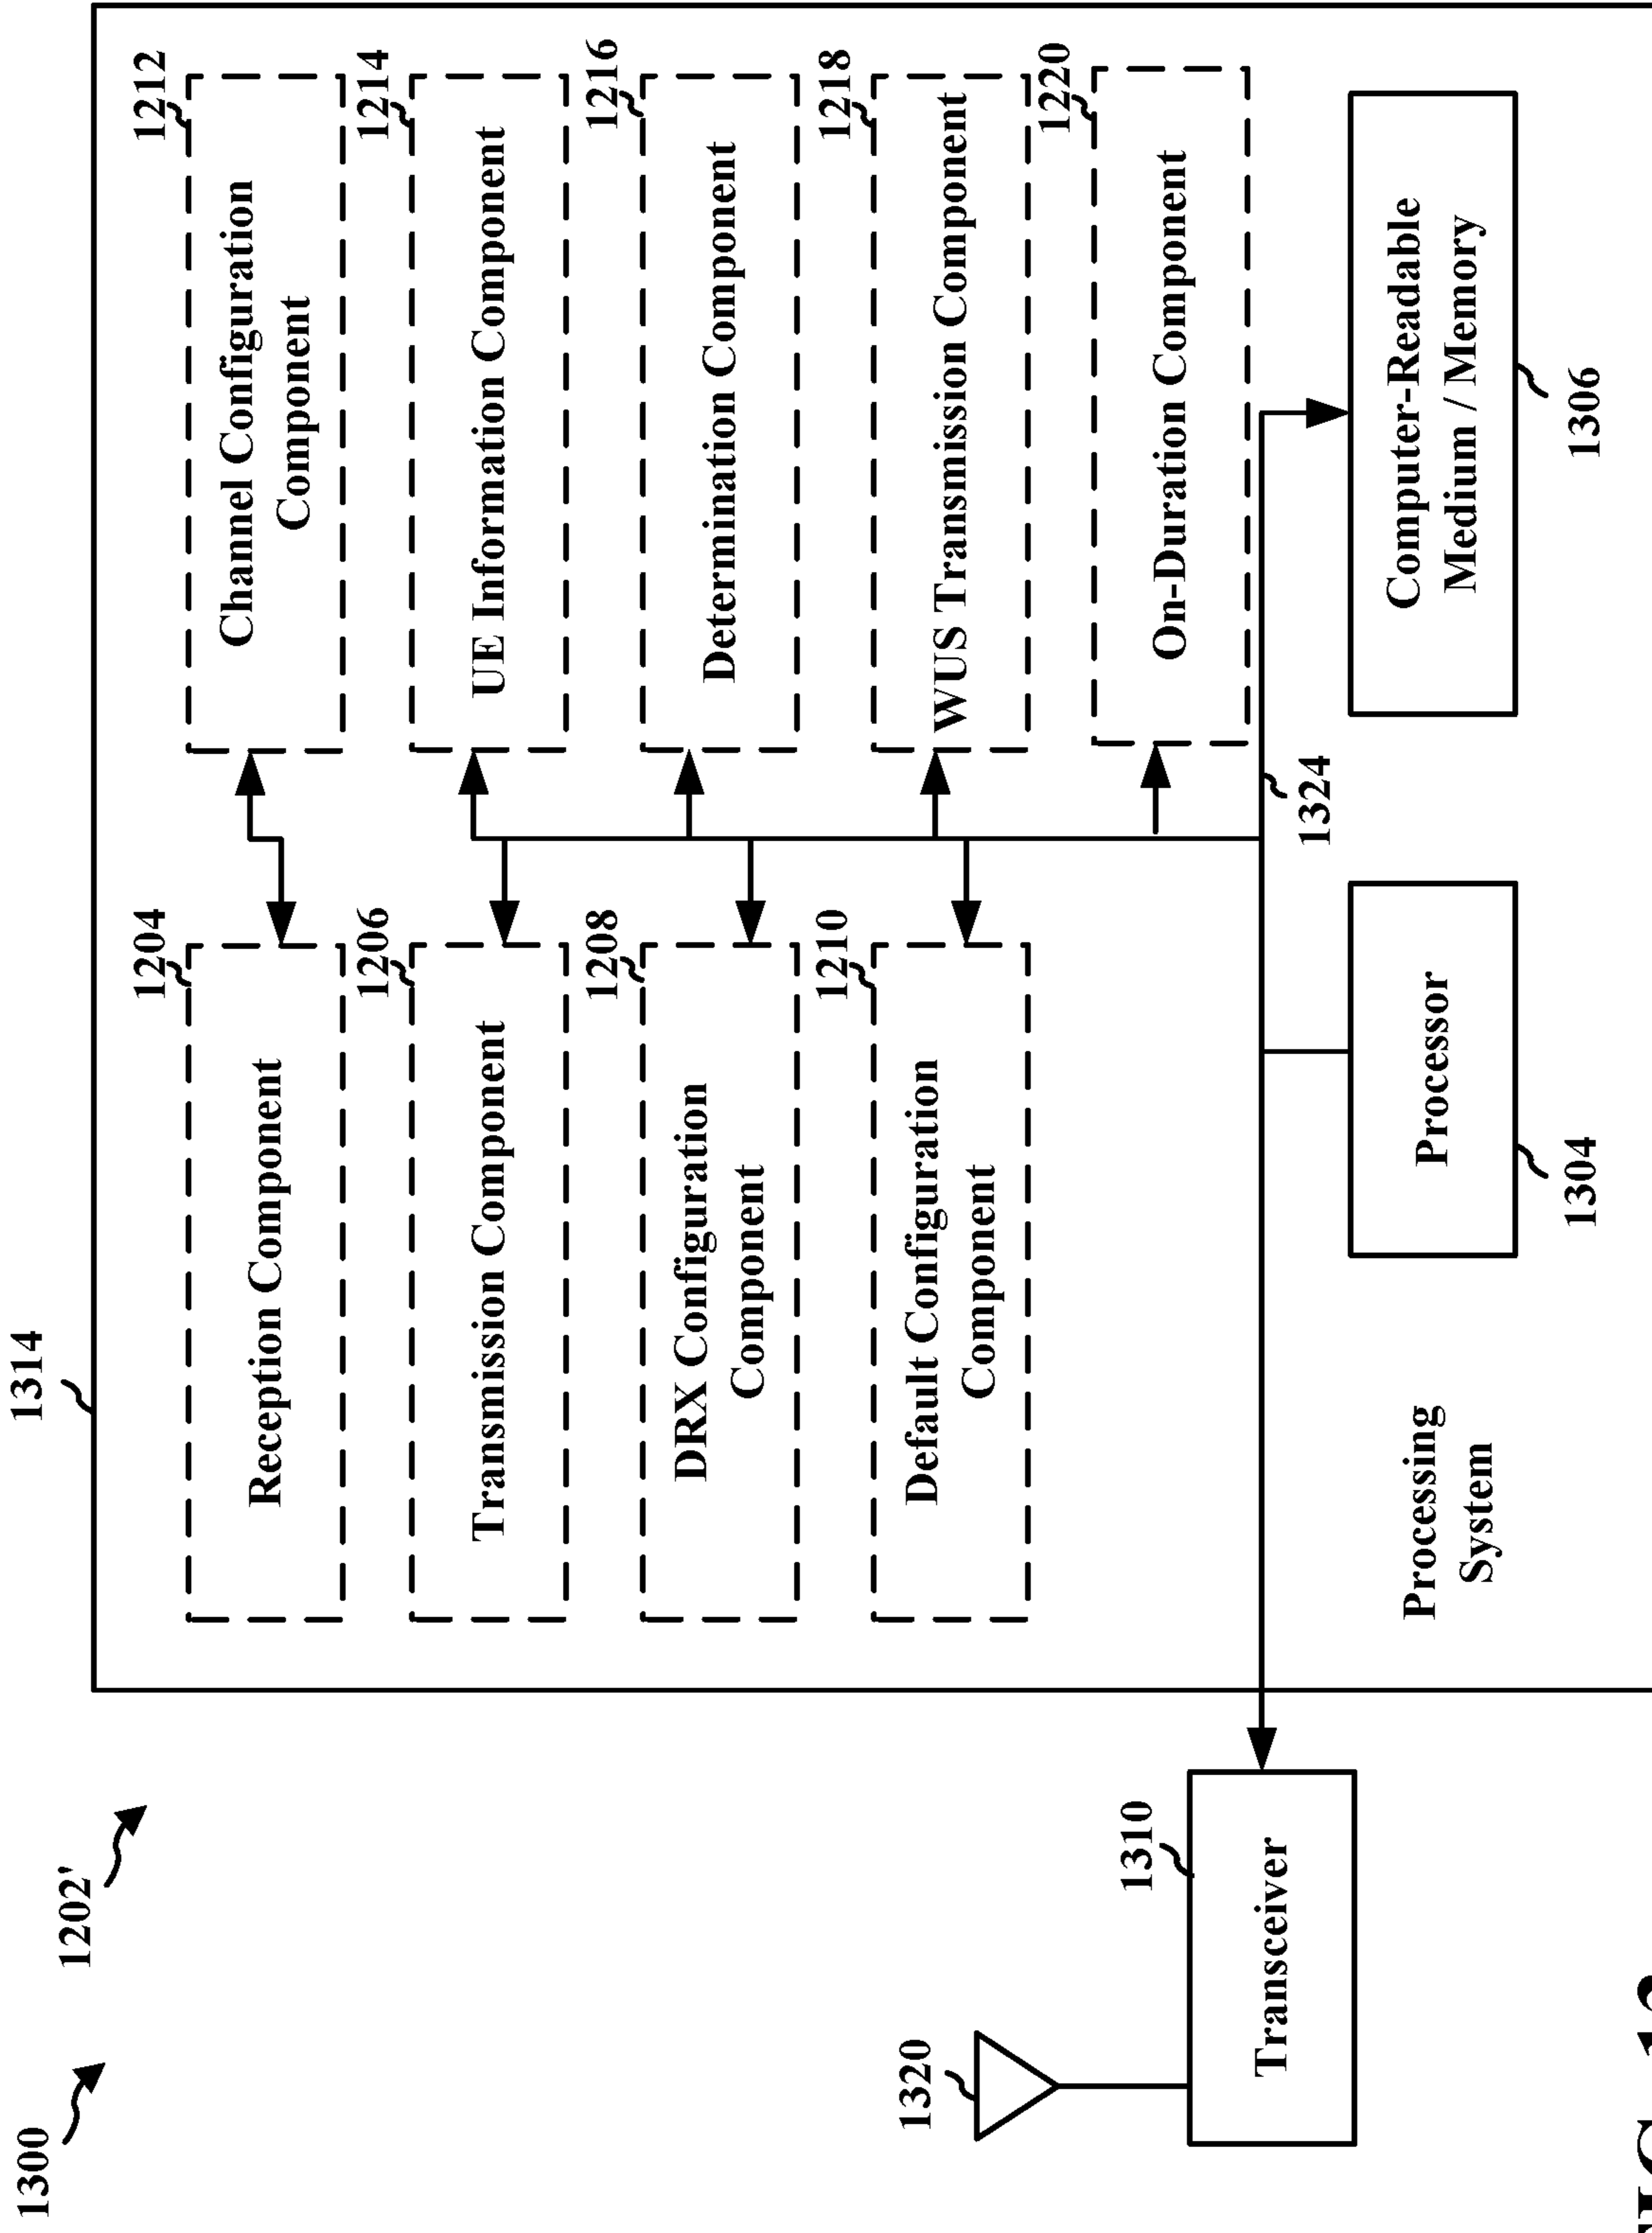 1300
1202'
1314
1204
1212
Reception Component
Channel Configuration
Component
1206
1214
Transmission Component
UE Information Component
1208
1216
DRX Configuration
Component
Determination Component
1210
1218
Default Configuration
Component
WUS Transmission Component
1220
On-Duration Component
1320
1310
Transceiver
1324
Processing
System
Processor
1304
Computer-Readable
Medium / Memory
1306